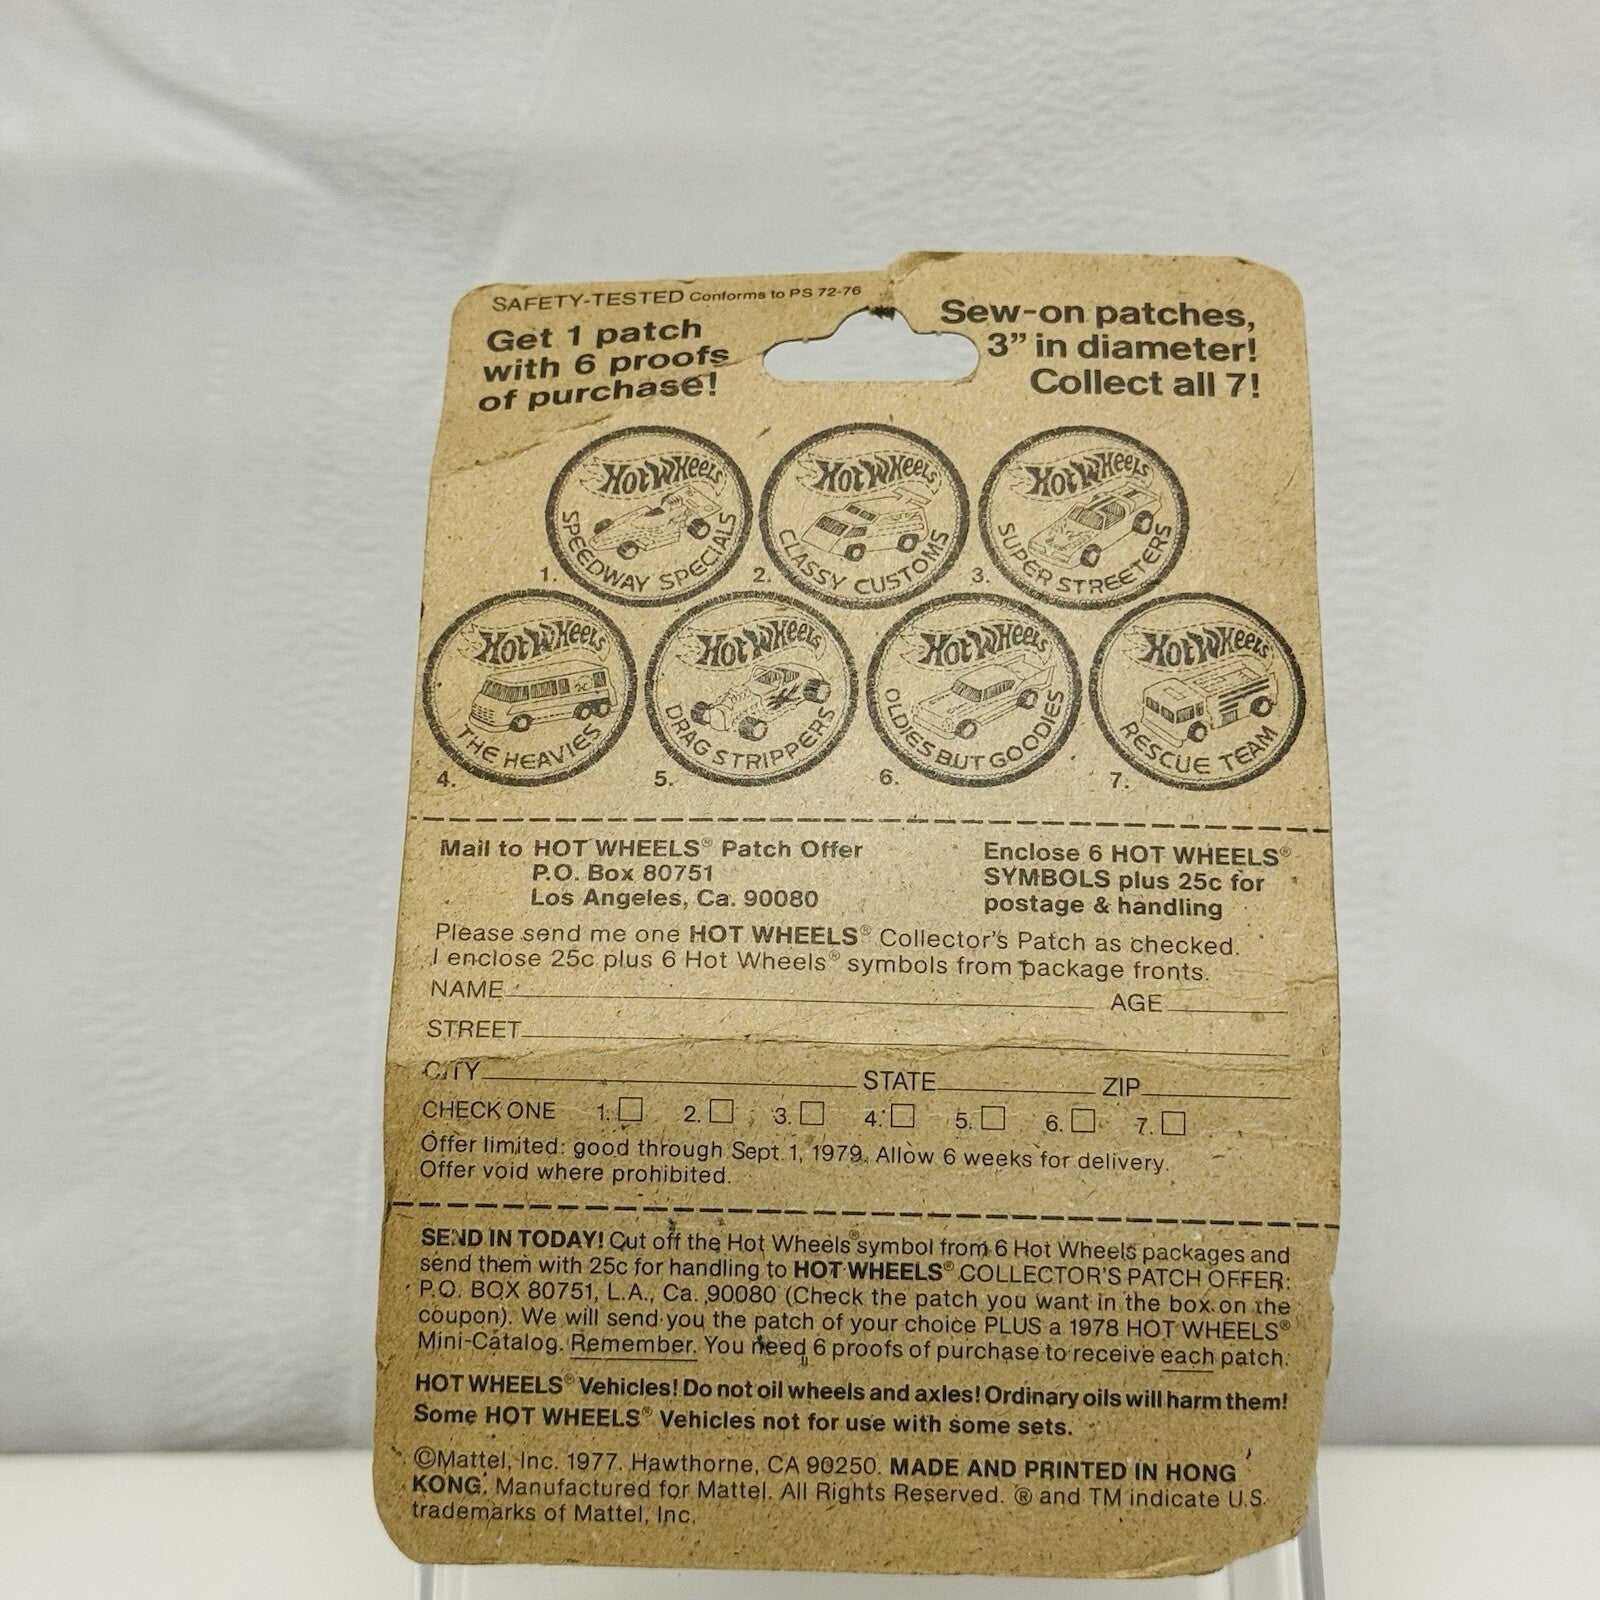 SAFETY-TESTED Conforms to PS 72-76
Get 1 patch
with 6 proofs
of purchase!
Sew-on patches,
3" in diameter!
Collect all 7!
HOT WHEELS
SPEEDWAY SPECIALS
1.
HOT WHEELS
CLASSY CUSTOMS
2.
HOT WHEELS
SUPER STREETERS
3.
HOT WHEELS
THE HEAVIES
4.
HOT WHEELS
DRAG STRIPPERS
5.
HOT WHEELS
OLDIES BUT GOODIES
6.
HOT WHEELS
RESCUE TEAM
7.
Mail to HOT WHEELS® Patch Offer
P.O. Box 80751
Los Angeles, Ca. 90080
Enclose 6 HOT WHEELS®
SYMBOLS plus 25c for
postage & handling
Please send me one HOT WHEELS® Collector's Patch as checked.
I enclose 25c plus 6 Hot Wheels® symbols from package fronts.
NAME AGE
STREET
CITY STATE ZIP
CHECK ONE 1. 2. 3. 4. 5. 6. 7.
Offer limited: good through Sept. 1, 1979. Allow 6 weeks for delivery.
Offer void where prohibited.
SEND IN TODAY! Cut off the Hot Wheels® symbol from 6 Hot Wheels packages and
send them with 25c for handling to HOT WHEELS® COLLECTOR'S PATCH OFFER:
P.O. BOX 80751, L.A., Ca. 90080 (Check the patch you want in the box on the
coupon). We will send you the patch of your choice PLUS a 1978 HOT WHEELS®
Mini-Catalog. Remember. You need 6 proofs of purchase to receive each patch.
HOT WHEELS® Vehicles! Do not oil wheels and axles! Ordinary oils will harm them!
Some HOT WHEELS® Vehicles not for use with some sets.
©Mattel, Inc. 1977. Hawthorne, CA 90250. MADE AND PRINTED IN HONG
KONG. Manufactured for Mattel. All Rights Reserved. ® and TM indicate U.S.
trademarks of Mattel, Inc.